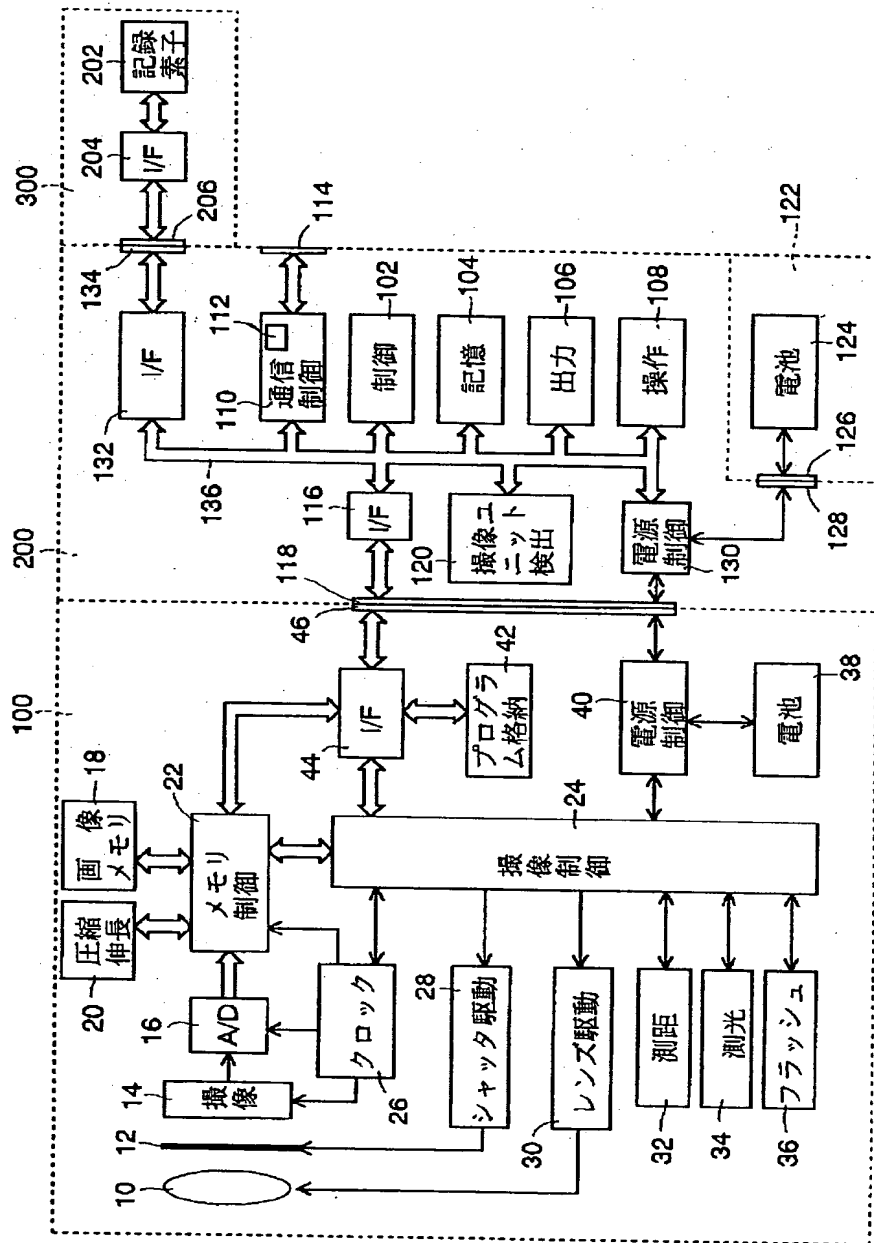 100
200
300
画像
メモリ
18
圧縮
伸長
20
メモリ
制御
22
A/D
16
撮像
14
12
10
クロック
26
撮像制御
24
シャッタ駆動
28
レンズ駆動
30
測距
32
測光
34
フラッシュ
36
I/F
44
プログラ
ム格納
42
電源
制御
40
電池
38
46
118
I/F
116
136
撮像ユ
ニット
検出
120
電源
制御
130
128
126
電池
124
122
I/F
132
134
206
I/F
204
記録
素子
202
通信
制御
110
112
114
制御
102
記憶
104
出力
106
操作
108